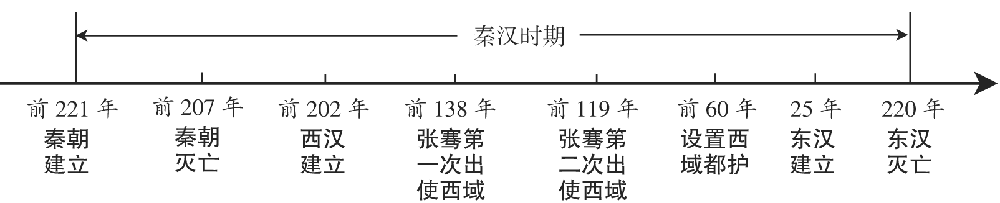 秦汉时期
前 221 年
秦朝
建立
前 207 年
秦朝
灭亡
前 202 年
西汉
建立
前 138 年
张骞第
一次出
使西域
前 119 年
张骞第
二次出
使西域
前 60 年
设置西
域都护
25 年
东汉
建立
220 年
东汉
灭亡